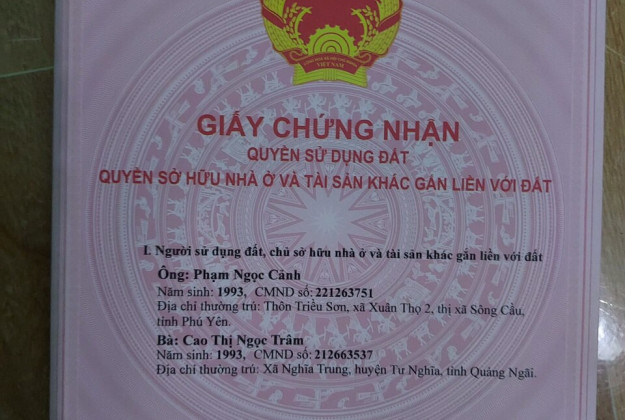 VIỆT NAM
GIẤY CHỨNG NHẬN
QUYỀN SỬ DỤNG ĐẤT
QUYỀN SỞ HỮU NHÀ Ở VÀ TÀI SẢN KHÁC GẮN LIỀN VỚI ĐẤT
I. Người sử dụng đất, chủ sở hữu nhà ở và tài sản khác gắn liền với đất
Ông: Phạm Ngọc Cảnh
Năm sinh: 1993, CMND số: 221263751
Địa chỉ thường trú: Thôn Triều Sơn, xã Xuân Thọ 2, thị xã Sông Cầu,
tỉnh Phú Yên.
Bà: Cao Thị Ngọc Trâm
Năm sinh: 1993, CMND số: 212663537
Địa chỉ thường trú: Xã Nghĩa Trung, huyện Tư Nghĩa, tỉnh Quảng Ngãi.